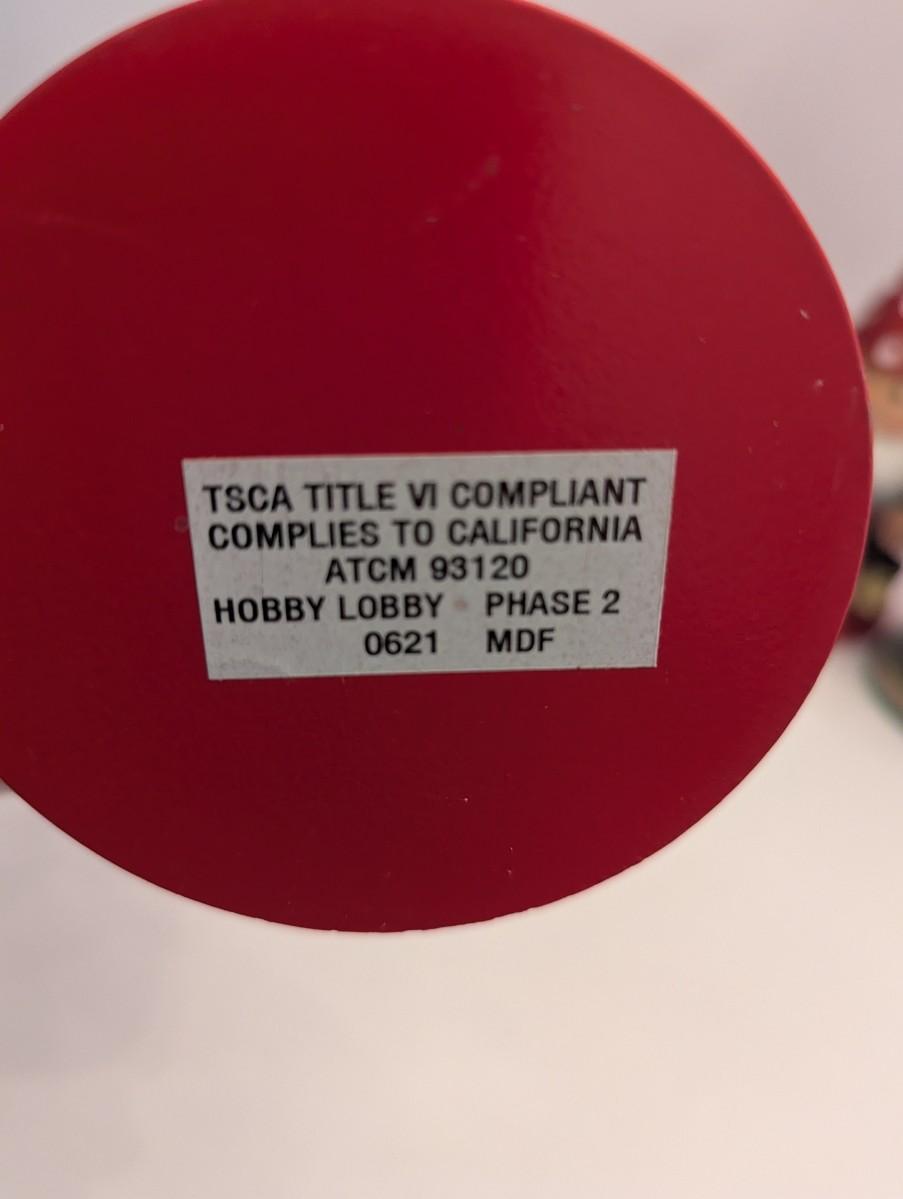 TSCA TITLE VI COMPLIANT
COMPLIES TO CALIFORNIA
ATCM 93120
HOBBY LOBBY PHASE 2
0621 MDF